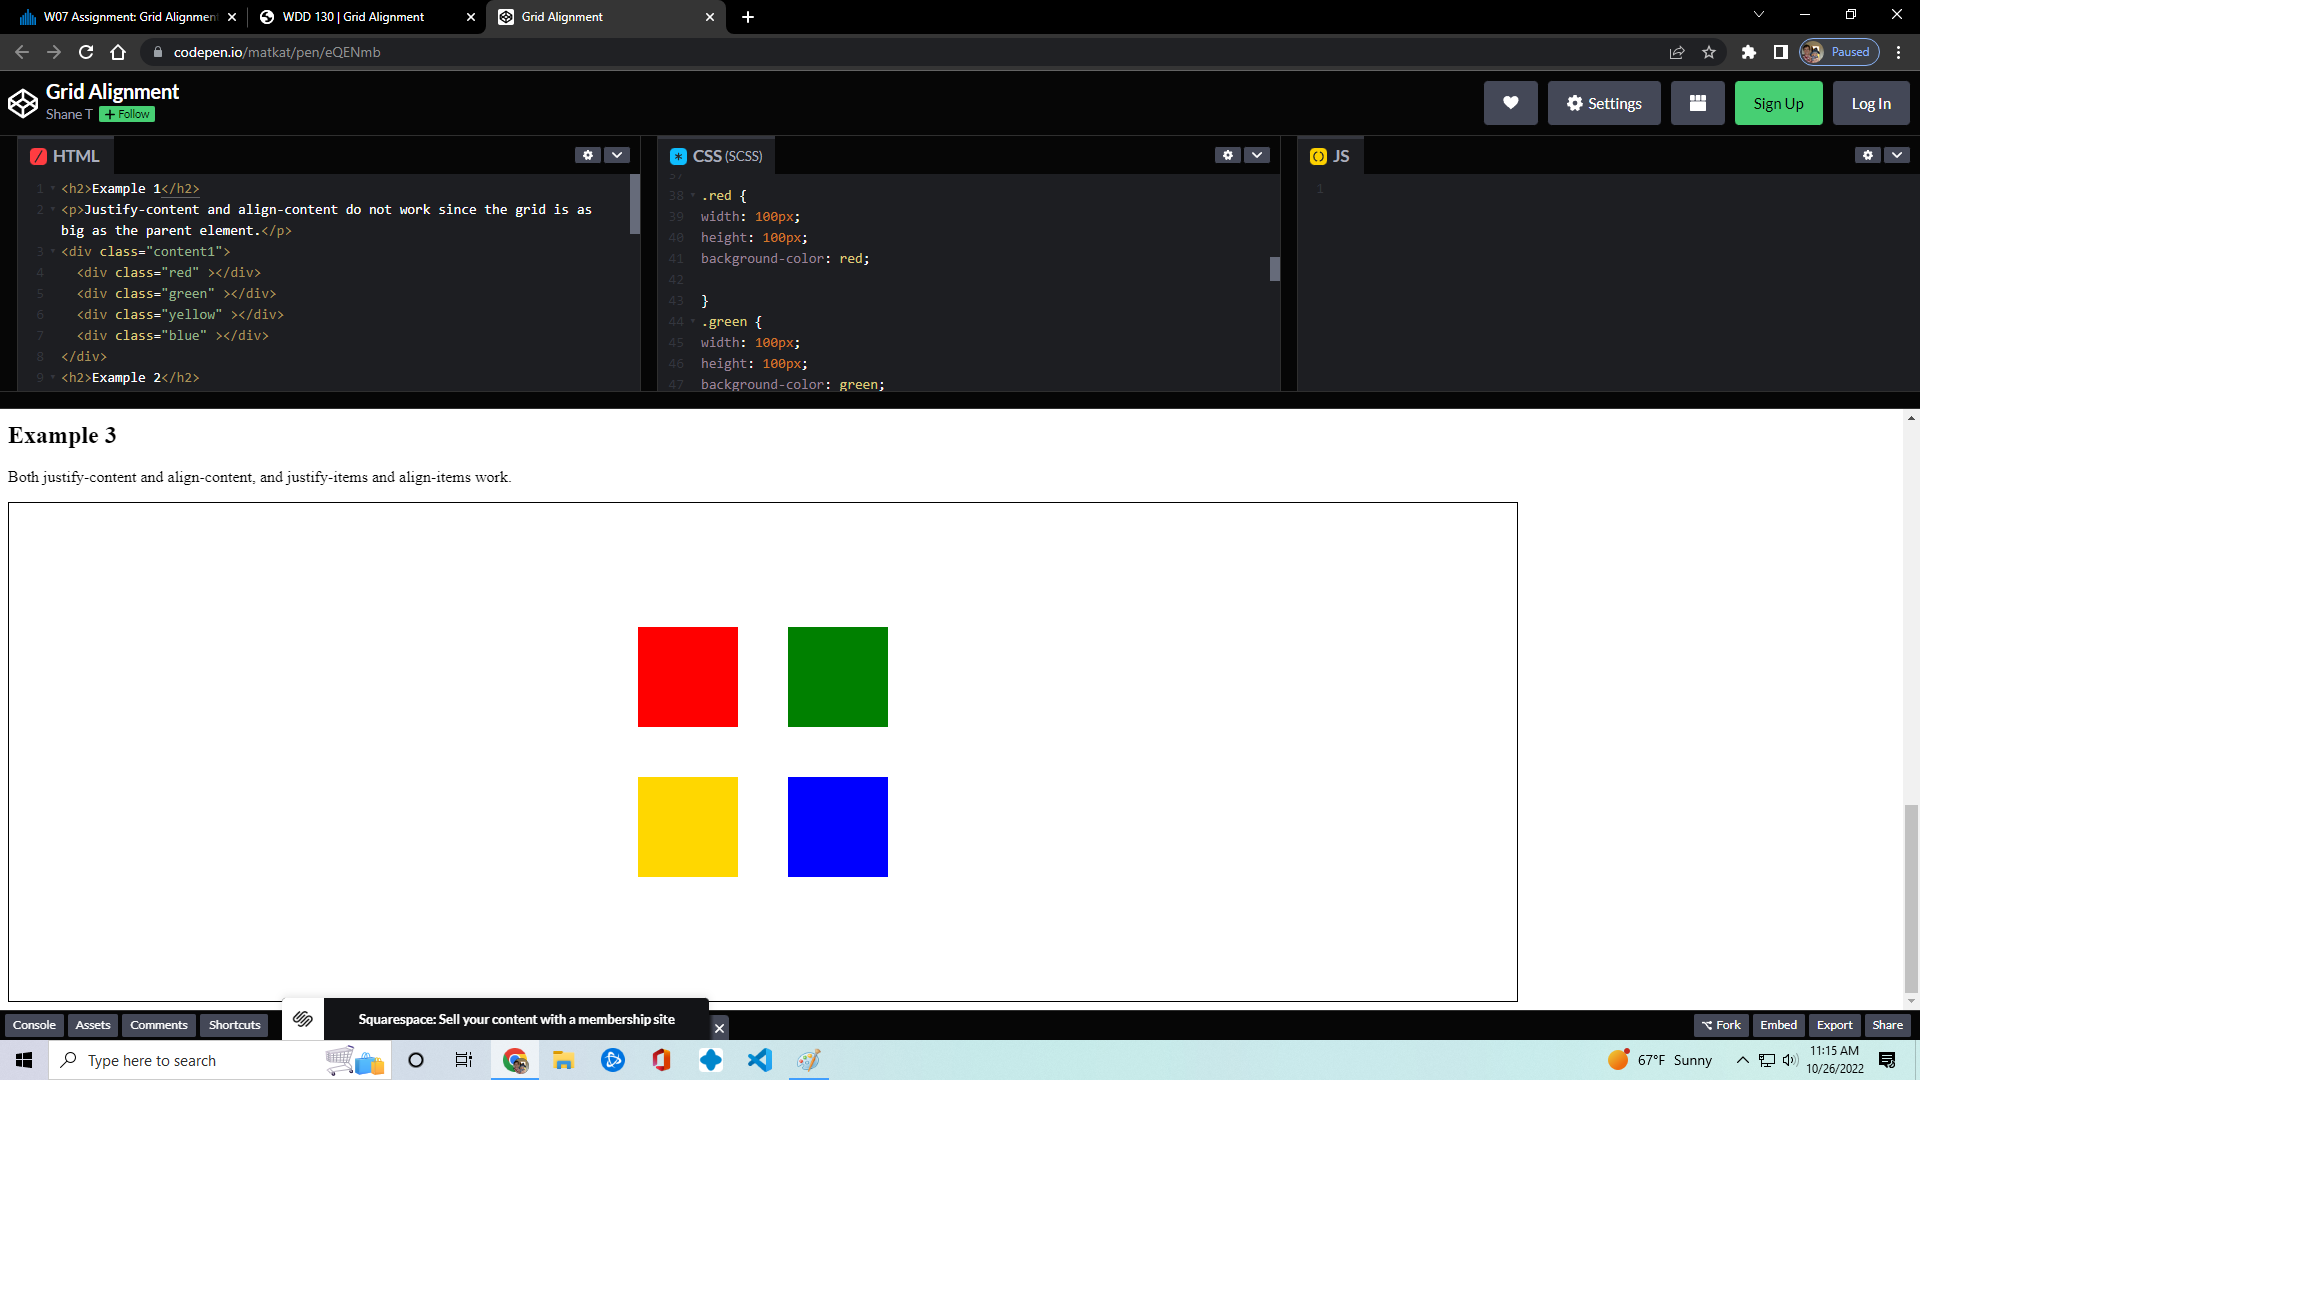 W07 Assignment: Grid Alignment
WDD 130 | Grid Alignment
Grid Alignment
codepen.io/matkat/pen/eQENmb
Paused
Grid Alignment
Shane T
+ Follow
Settings
Sign Up
Log In
HTML
1 <h2>Example 1</h2>
2 <p>Justify-content and align-content do not work since the grid is as
big as the parent element.</p>
3 <div class="content1">
4 <div class="red" ></div>
5 <div class="green" ></div>
6 <div class="yellow" ></div>
7 <div class="blue" ></div>
8 </div>
9 <h2>Example 2</h2>
CSS (SCSS)
37
38 .red {
39 width: 100px;
40 height: 100px;
41 background-color: red;
42
43 }
44 .green {
45 width: 100px;
46 height: 100px;
47 background-color: green;
JS
1
Example 3
Both justify-content and align-content, and justify-items and align-items work.
Console
Assets
Comments
Shortcuts
Squarespace: Sell your content with a membership site
Fork
Embed
Export
Share
Type here to search
67°F Sunny
11:15 AM
10/26/2022